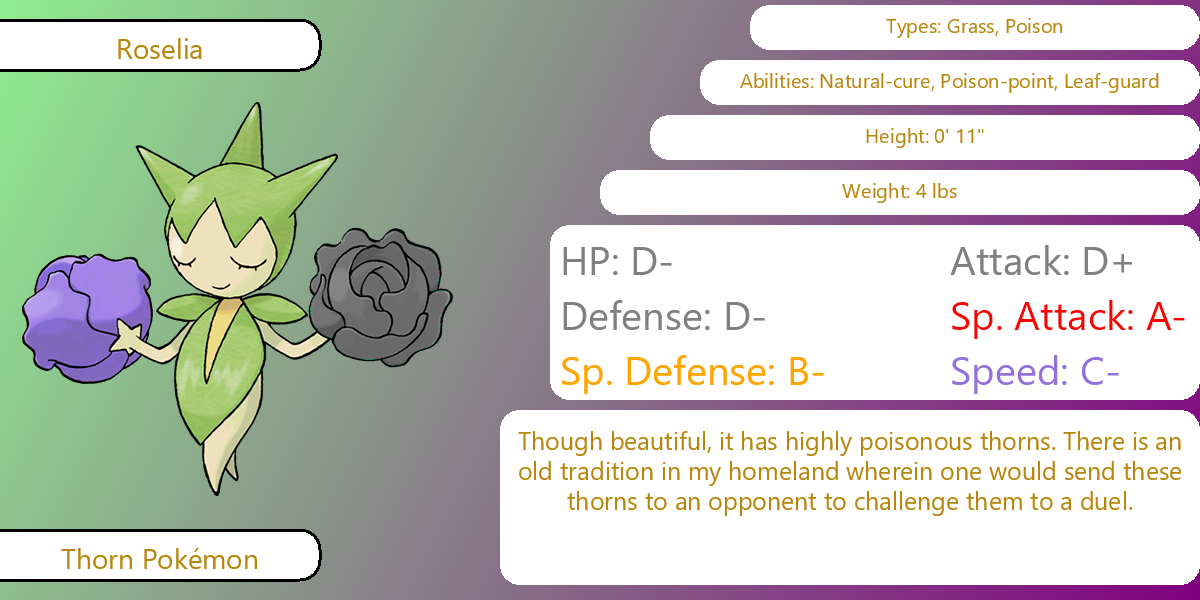 Roselia
Types: Grass, Poison
Abilities: Natural-cure, Poison-point, Leaf-guard
Height: 0' 11"
Weight: 4 lbs
HP: D-
Attack: D+
Defense: D-
Sp. Attack: A-
Sp. Defense: B-
Speed: C-
Though beautiful, it has highly poisonous thorns. There is an
old tradition in my homeland wherein one would send these
thorns to an opponent to challenge them to a duel.
Thorn Pokémon